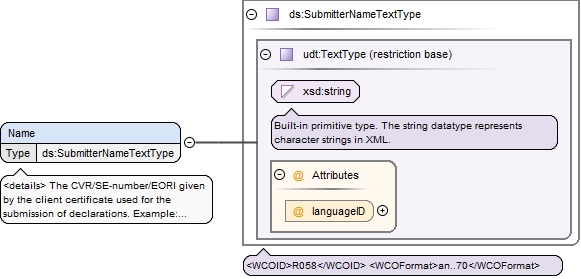 ds:SubmitterNameTextType
udt:TextType (restriction base)
xsd:string
Built-in primitive type. The string datatype represents
character strings in XML.
Name
Type ds:SubmitterNameTextType
<details> The CVR/SE-number/EORI given
by the client certificate used for the
submission of declarations. Example:...
@ Attributes
@ languageID
<WCOID>R058</WCOID> <WCOFormat>an..70</WCOFormat>